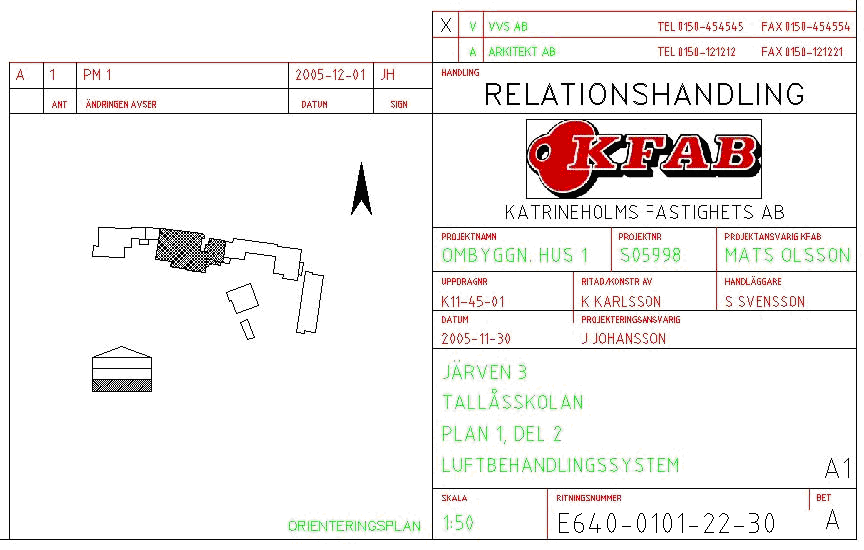 X V VVS AB TEL 0150-454545 FAX 0150-454554
A ARKITEKT AB TEL 0150-121212 FAX 0150-121221
A 1 PM 1 2005-12-01 JH
ANT ÄNDRINGEN AVSER DATUM SIGN
HANDLING
RELATIONSHANDLING
KFAB
KATRINEHOLMS FASTIGHETS AB
PROJEKTNAMN PROJEKTNR PROJEKTANSVARIG KFAB
OMBYGGN. HUS 1 S05998 MATS OLSSON
UPPDRAGNR RITAD/KONSTR AV HANDLÄGGARE
K11-45-01 K KARLSSON S SVENSSON
DATUM PROJEKTERINGSANSVARIG
2005-11-30 J JOHANSSON
JÄRVEN 3
TALLÅSSKOLAN
PLAN 1, DEL 2
LUFTBEHANDLINGSSYSTEM
A1
SKALA RITNINGSNUMMER BET
1:50 E640-0101-22-30 A
ORIENTERINGSPLAN